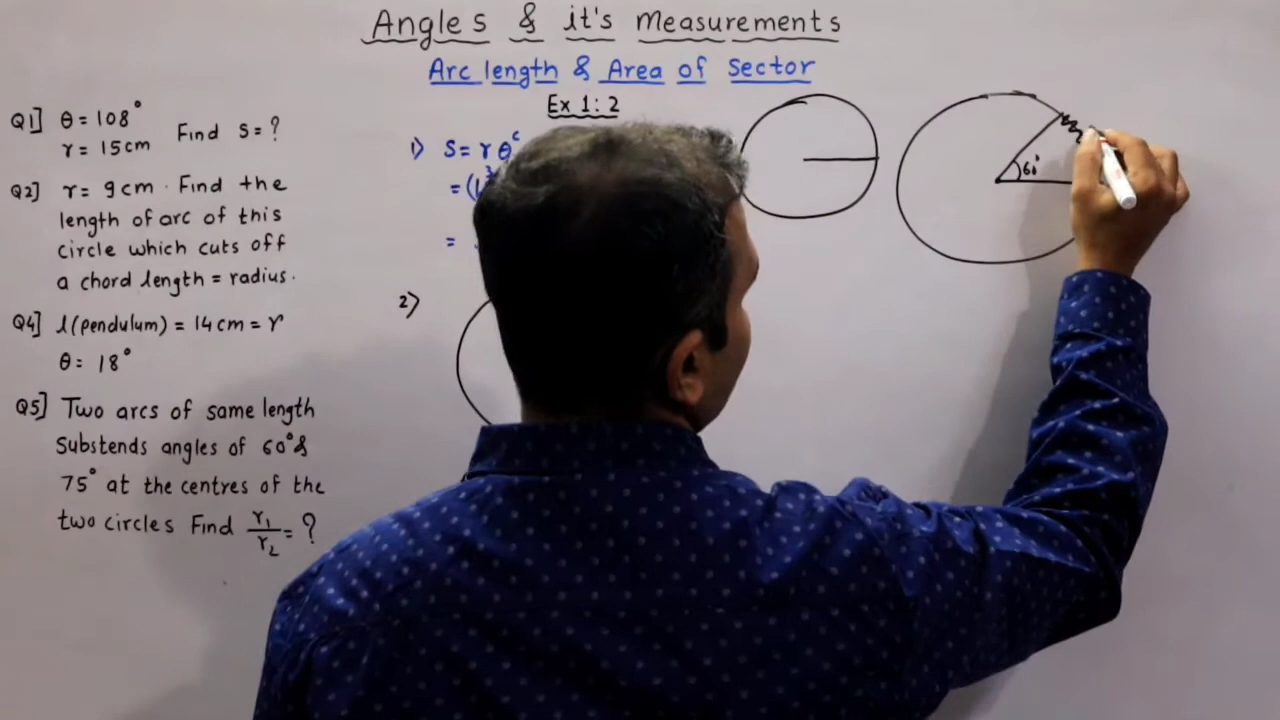 Angles & it's Measurements
Arc length & Area of Sector
Ex 1:2
Q1] θ = 108°
r = 15cm Find S = ?
Q2] r = 9cm. Find the
length of arc of this
circle which cuts off
a chord length = radius.
Q4] l(pendulum) = 14cm = r
θ = 18°
Q5] Two arcs of same length
Substends angles of 60° &
75° at the centres of the
two circles Find r₁/r₂ = ?
1) S = r θᶜ
= (1
=
2)
60°